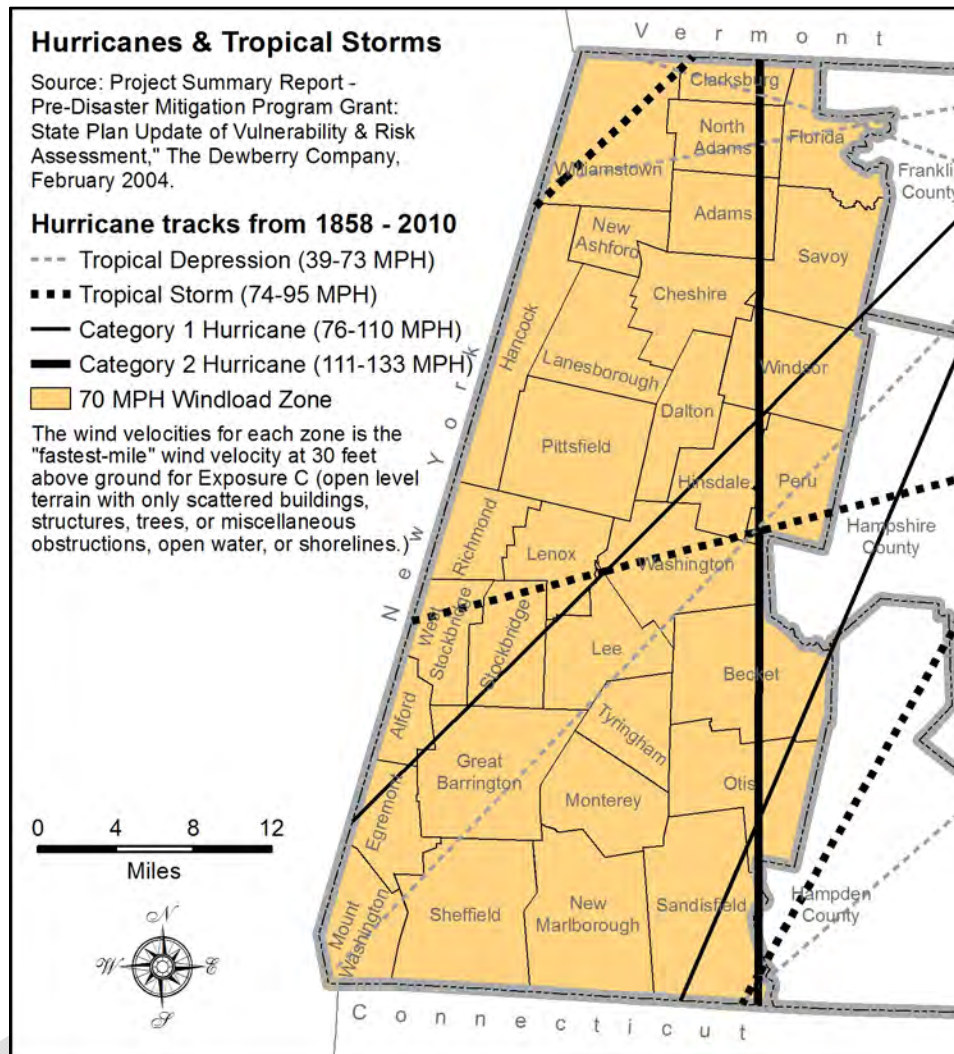 Hurricanes & Tropical Storms
Source: Project Summary Report -
Pre-Disaster Mitigation Program Grant:
State Plan Update of Vulnerability & Risk
Assessment," The Dewberry Company,
February 2004.
Hurricane tracks from 1858 - 2010
Tropical Depression (39-73 MPH)
Tropical Storm (74-95 MPH)
Category 1 Hurricane (76-110 MPH)
Category 2 Hurricane (111-133 MPH)
70 MPH Windload Zone
The wind velocities for each zone is the
"fastest-mile" wind velocity at 30 feet
above ground for Exposure C (open level
terrain with only scattered buildings,
structures, trees, or miscellaneous
obstructions, open water, or shorelines.)
0 4 8 12
Miles
N
W E
S
Vermont
New York
Connecticut
Clarksburg
North
Adams
Florida
Williamstown
Franklin
County
Adams
New
Ashford
Savoy
Cheshire
Hancock
Lanesborough
Windsor
Dalton
Pittsfield
Hinsdale
Peru
Richmond
Lenox
Washington
Hampshire
County
West
Stockbridge
Stockbridge
Lee
Becket
Alford
Tyringham
Great
Barrington
Otis
Monterey
Egremont
Mount
Washington
Sheffield
New
Marlborough
Sandisfield
Hampden
County